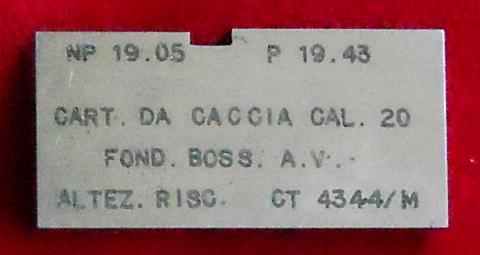 NP 19.05 P 19.43
CART. DA CACCIA CAL. 20
FOND. BOSS. A.V.-
ALTEZ. RISC. CT 4344/M